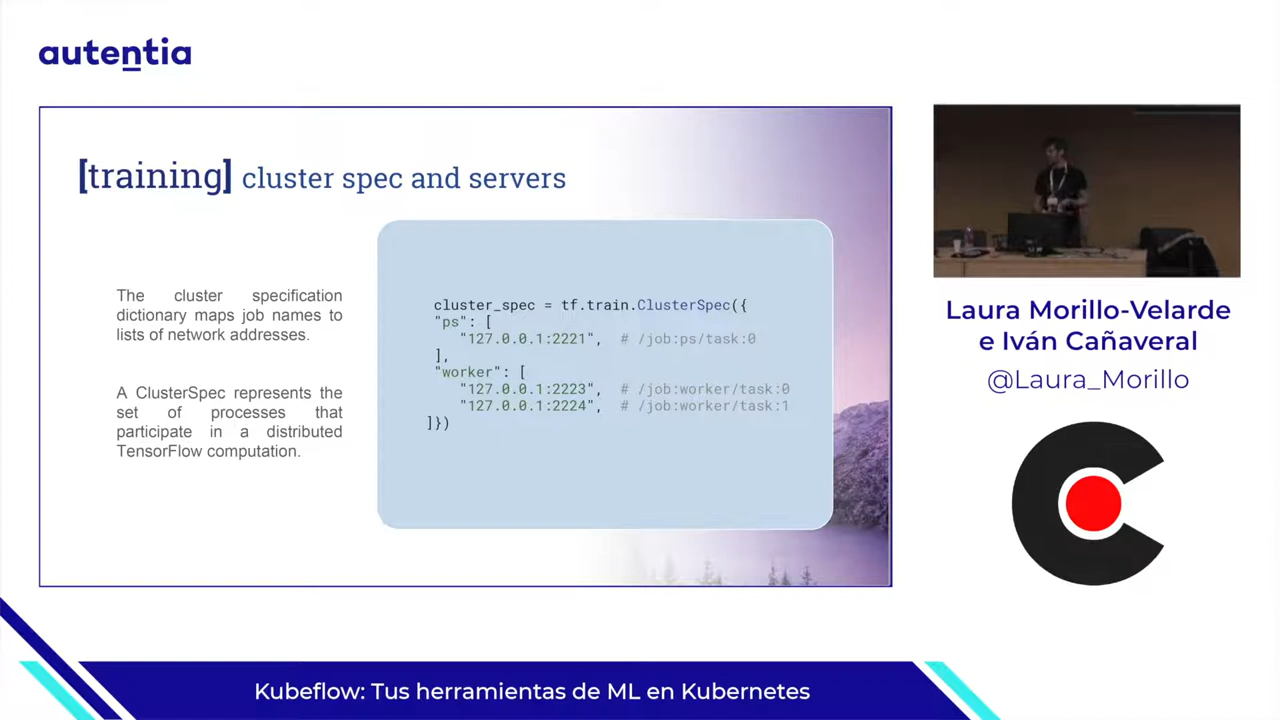 autentia
[training] cluster spec and servers
The cluster specification
dictionary maps job names to
lists of network addresses.
A ClusterSpec represents the
set of processes that
participate in a distributed
TensorFlow computation.
cluster_spec = tf.train.ClusterSpec({
"ps": [
"127.0.0.1:2221", # /job:ps/task:0
],
"worker": [
"127.0.0.1:2223", # /job:worker/task:0
"127.0.0.1:2224", # /job:worker/task:1
]})
Laura Morillo-Velarde
e Iván Cañaveral
@Laura_Morillo
Kubeflow: Tus herramientas de ML en Kubernetes